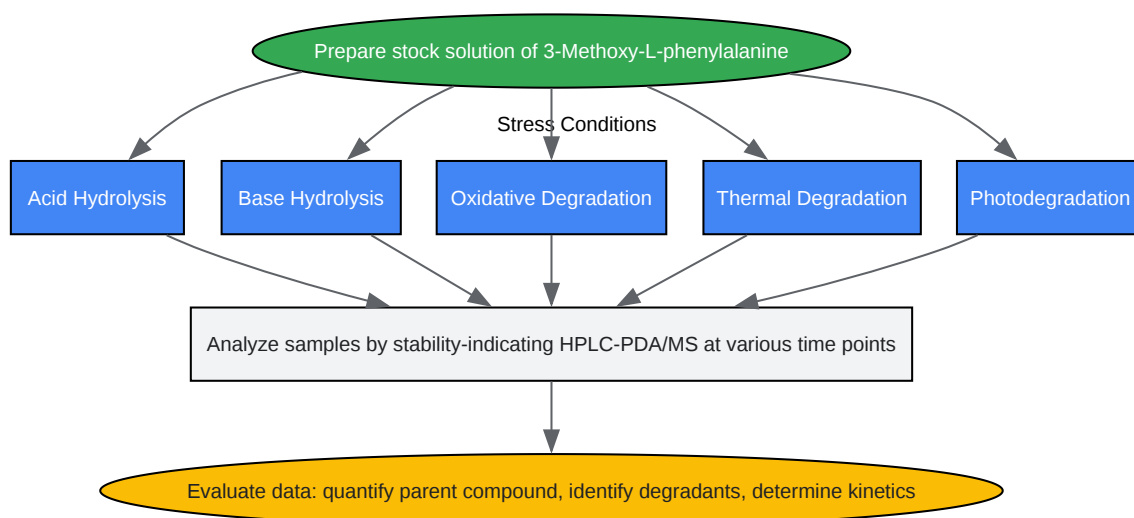 Prepare stock solution of 3-Methoxy-L-phenylalanine
Stress Conditions
Acid Hydrolysis
Base Hydrolysis
Oxidative Degradation
Thermal Degradation
Photodegradation
Analyze samples by stability-indicating HPLC-PDA/MS at various time points
Evaluate data: quantify parent compound, identify degradants, determine kinetics